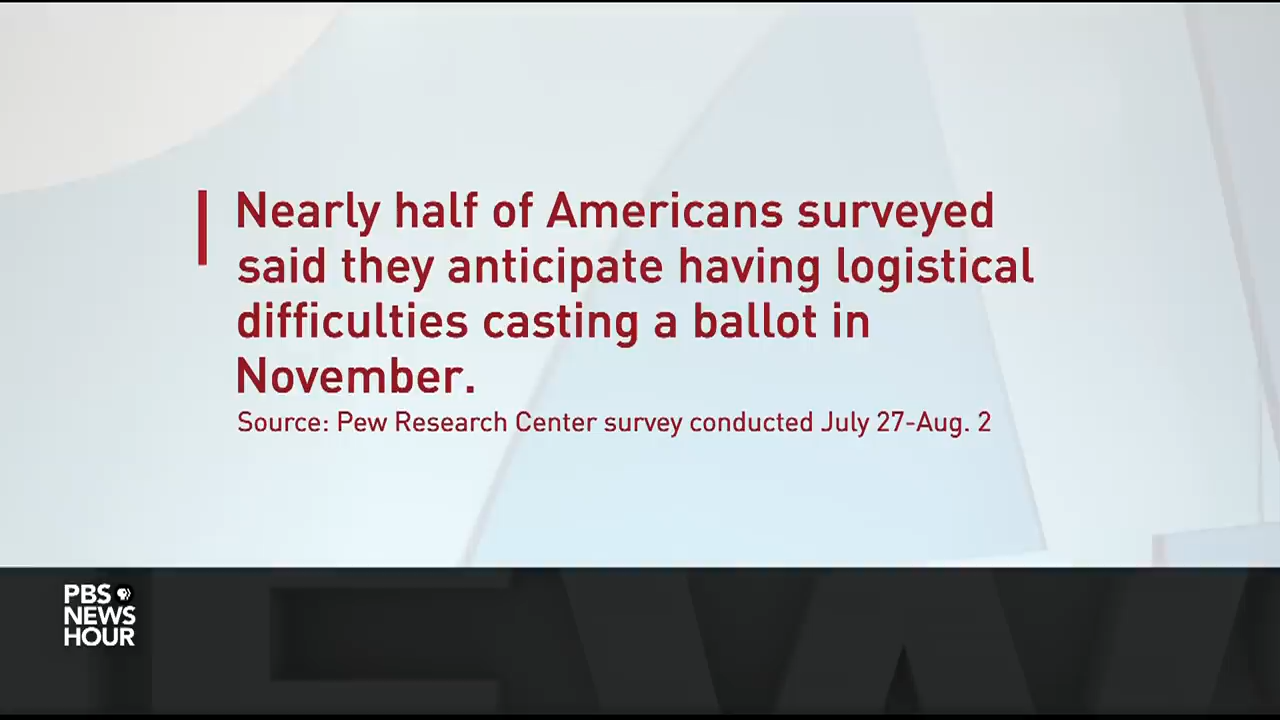 Nearly half of Americans surveyed
said they anticipate having logistical
difficulties casting a ballot in
November.
Source: Pew Research Center survey conducted July 27-Aug. 2
PBS
NEWS
HOUR